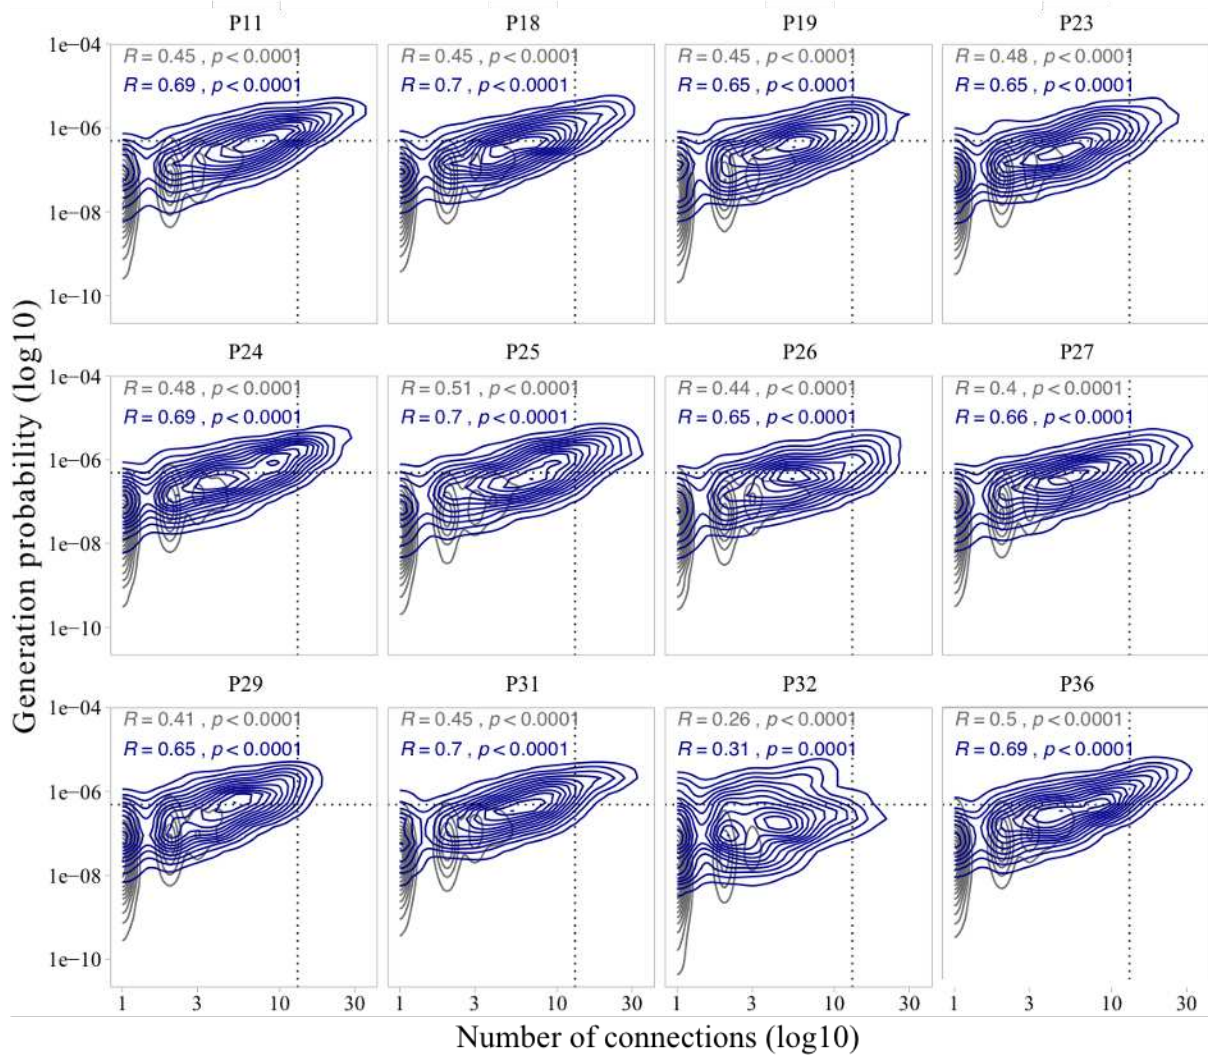 P11
P18
P19
P23
1e−04
R = 0.45 , p < 0.0001
R = 0.69 , p < 0.0001
R = 0.45 , p < 0.0001
R = 0.7 , p < 0.0001
R = 0.45 , p < 0.0001
R = 0.65 , p < 0.0001
R = 0.48 , p < 0.0001
R = 0.65 , p < 0.0001
1e−06
1e−08
1e−10
P24
P25
P26
P27
1e−04
R = 0.48 , p < 0.0001
R = 0.69 , p < 0.0001
R = 0.51 , p < 0.0001
R = 0.7 , p < 0.0001
R = 0.44 , p < 0.0001
R = 0.65 , p < 0.0001
R = 0.4 , p < 0.0001
R = 0.66 , p < 0.0001
1e−06
1e−08
1e−10
P29
P31
P32
P36
1e−04
R = 0.41 , p < 0.0001
R = 0.65 , p < 0.0001
R = 0.45 , p < 0.0001
R = 0.7 , p < 0.0001
R = 0.26 , p < 0.0001
R = 0.31 , p = 0.0001
R = 0.5 , p < 0.0001
R = 0.69 , p < 0.0001
1e−06
1e−08
1e−10
1 3 10 30
1 3 10 30
1 3 10 30
1 3 10 30
Generation probability (log10)
Number of connections (log10)